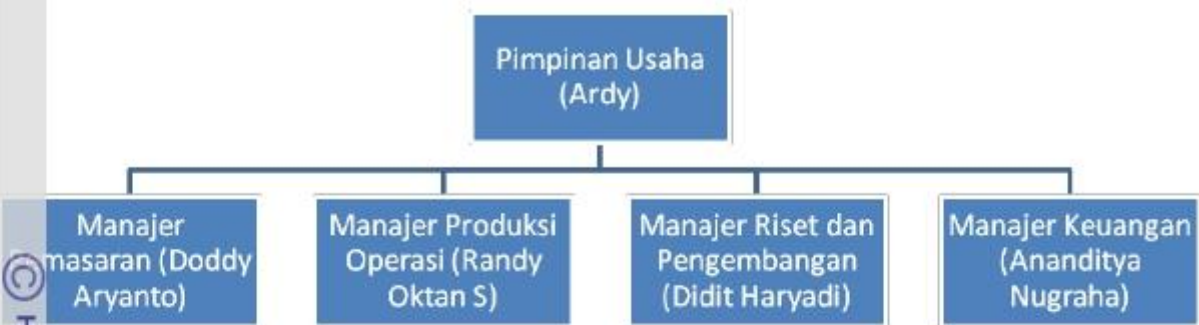 Pimpinan Usaha
(Ardy)
Manajer
masaran (Doddy
Aryanto)
Manajer Produksi
Operasi (Randy
Oktan S)
Manajer Riset dan
Pengembangan
(Didit Haryadi)
Manajer Keuangan
(Ananditya
Nugraha)
©